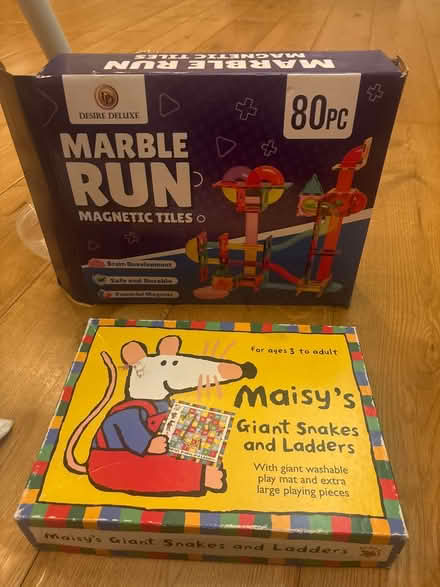 MARBLE RUN
MAGNETIC TILES
DESIRE DELUXE
80PC
MARBLE
RUN
MAGNETIC TILES
Brain Development
Safe and Durable
Powerful Magnets
For ages 3 to adult
Maisy's
Giant Snakes
and Ladders
With giant washable
play mat and extra
large playing pieces
Maisy's Giant Snakes and Ladders